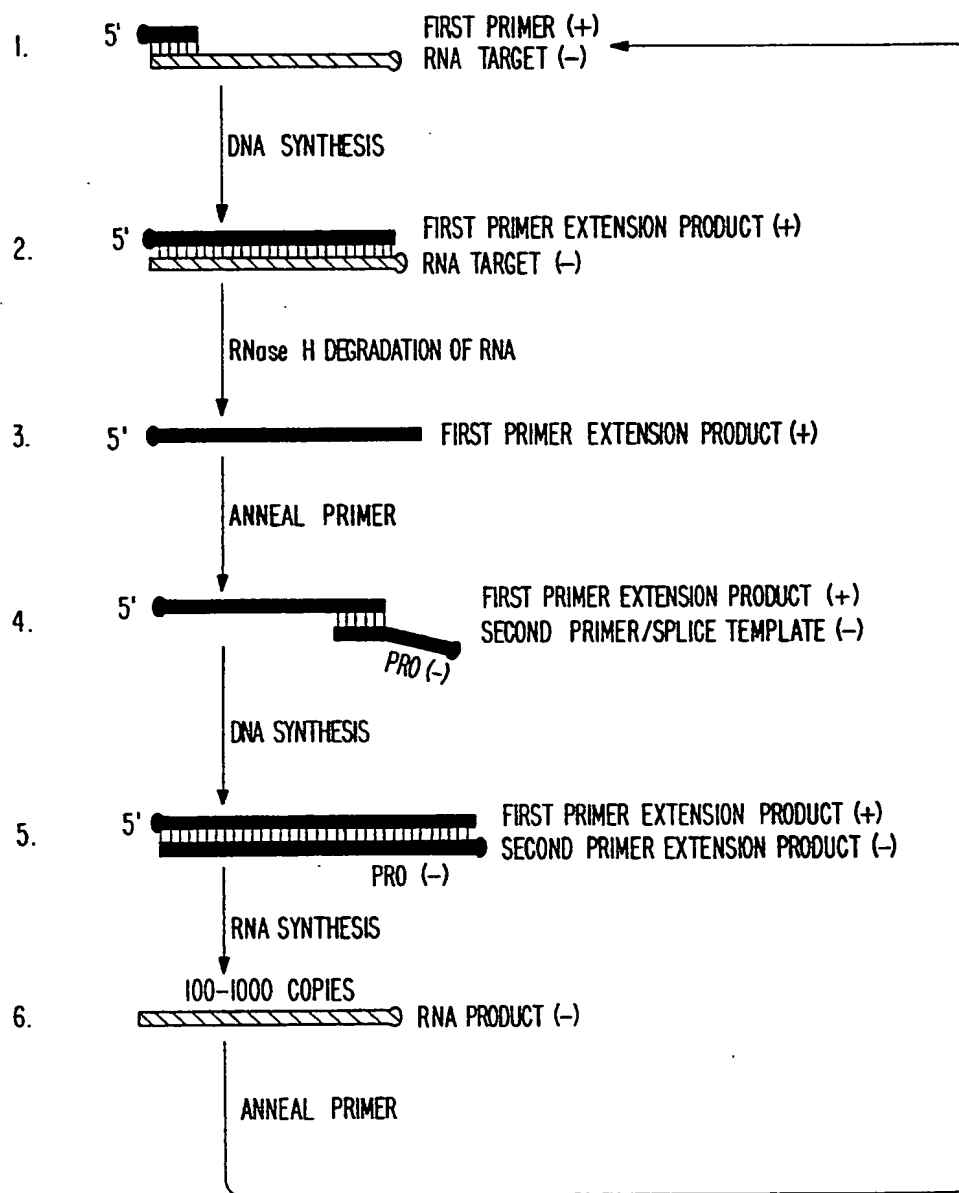 1.
5'
FIRST PRIMER (+)
RNA TARGET (-)
DNA SYNTHESIS
2.
5'
FIRST PRIMER EXTENSION PRODUCT (+)
RNA TARGET (-)
RNase H DEGRADATION OF RNA
3.
5'
FIRST PRIMER EXTENSION PRODUCT (+)
ANNEAL PRIMER
4.
5'
FIRST PRIMER EXTENSION PRODUCT (+)
SECOND PRIMER/SPLICE TEMPLATE (-)
PRO (-)
DNA SYNTHESIS
5.
5'
FIRST PRIMER EXTENSION PRODUCT (+)
SECOND PRIMER EXTENSION PRODUCT (-)
PRO (-)
RNA SYNTHESIS
100-1000 COPIES
6.
RNA PRODUCT (-)
ANNEAL PRIMER